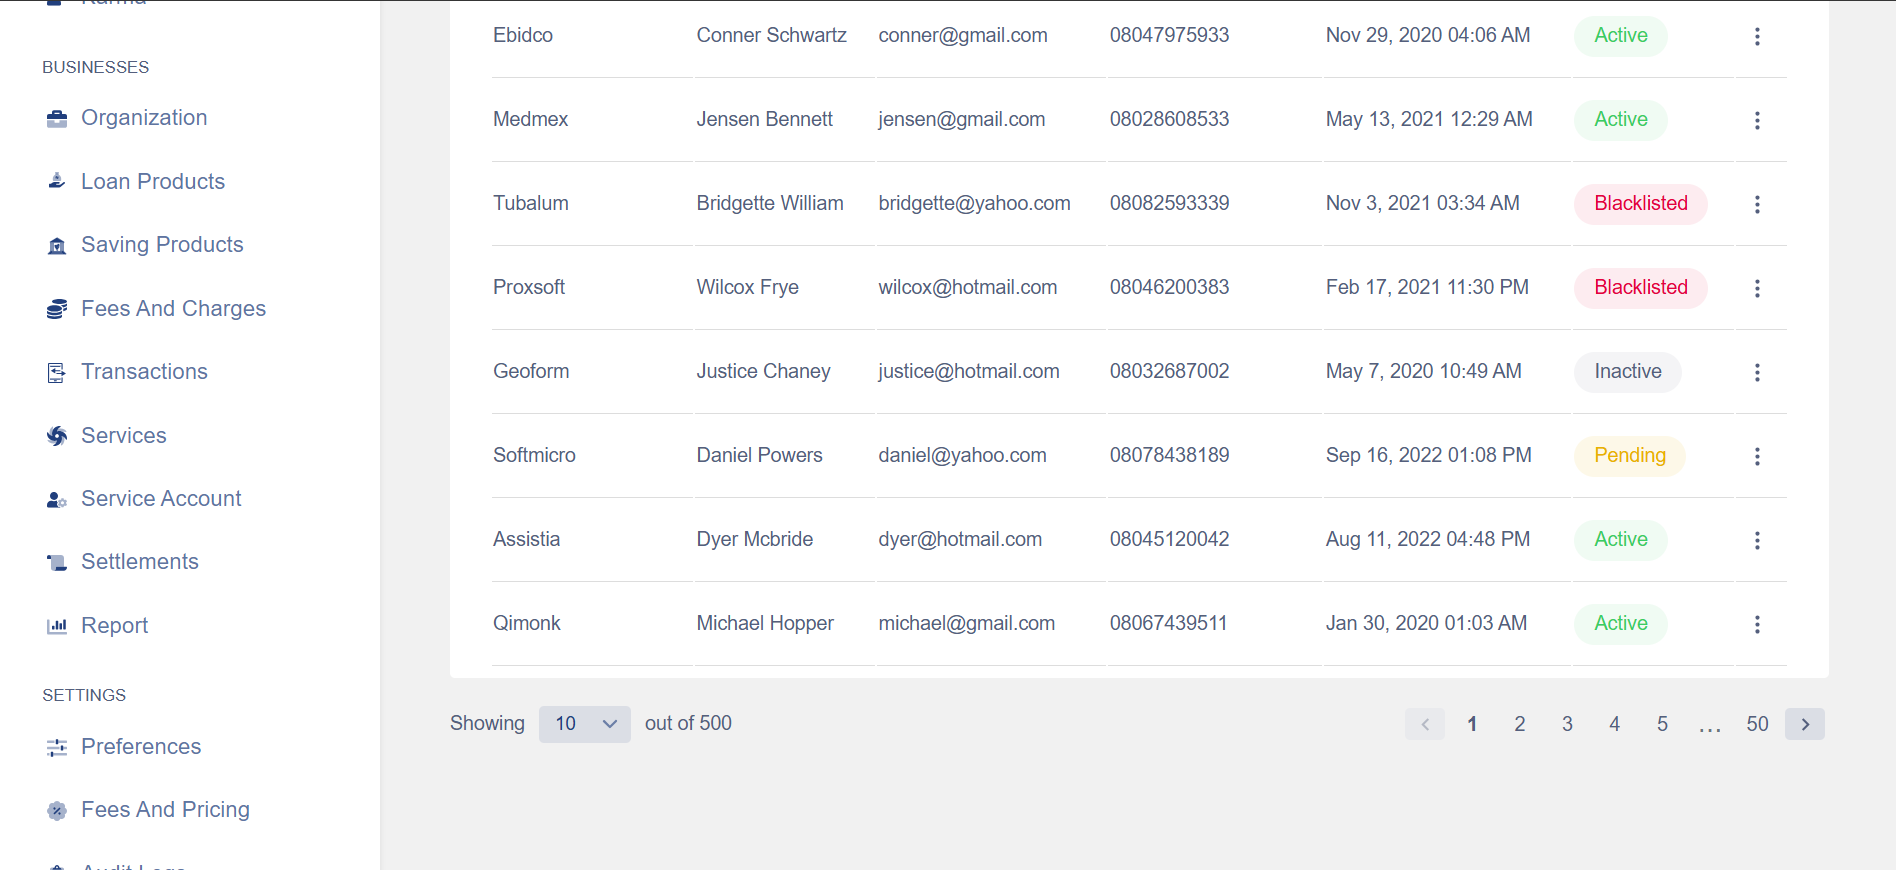 BUSINESSES
Organization
Loan Products
Saving Products
Fees And Charges
Transactions
Services
Service Account
Settlements
Report
SETTINGS
Preferences
Fees And Pricing
Ebidco Conner Schwartz conner@gmail.com 08047975933 Nov 29, 2020 04:06 AM Active
Medmex Jensen Bennett jensen@gmail.com 08028608533 May 13, 2021 12:29 AM Active
Tubalum Bridgette William bridgette@yahoo.com 08082593339 Nov 3, 2021 03:34 AM Blacklisted
Proxsoft Wilcox Frye wilcox@hotmail.com 08046200383 Feb 17, 2021 11:30 PM Blacklisted
Geoform Justice Chaney justice@hotmail.com 08032687002 May 7, 2020 10:49 AM Inactive
Softmicro Daniel Powers daniel@yahoo.com 08078438189 Sep 16, 2022 01:08 PM Pending
Assistia Dyer Mcbride dyer@hotmail.com 08045120042 Aug 11, 2022 04:48 PM Active
Qimonk Michael Hopper michael@gmail.com 08067439511 Jan 30, 2020 01:03 AM Active
Showing 10 out of 500 1 2 3 4 5 ... 50